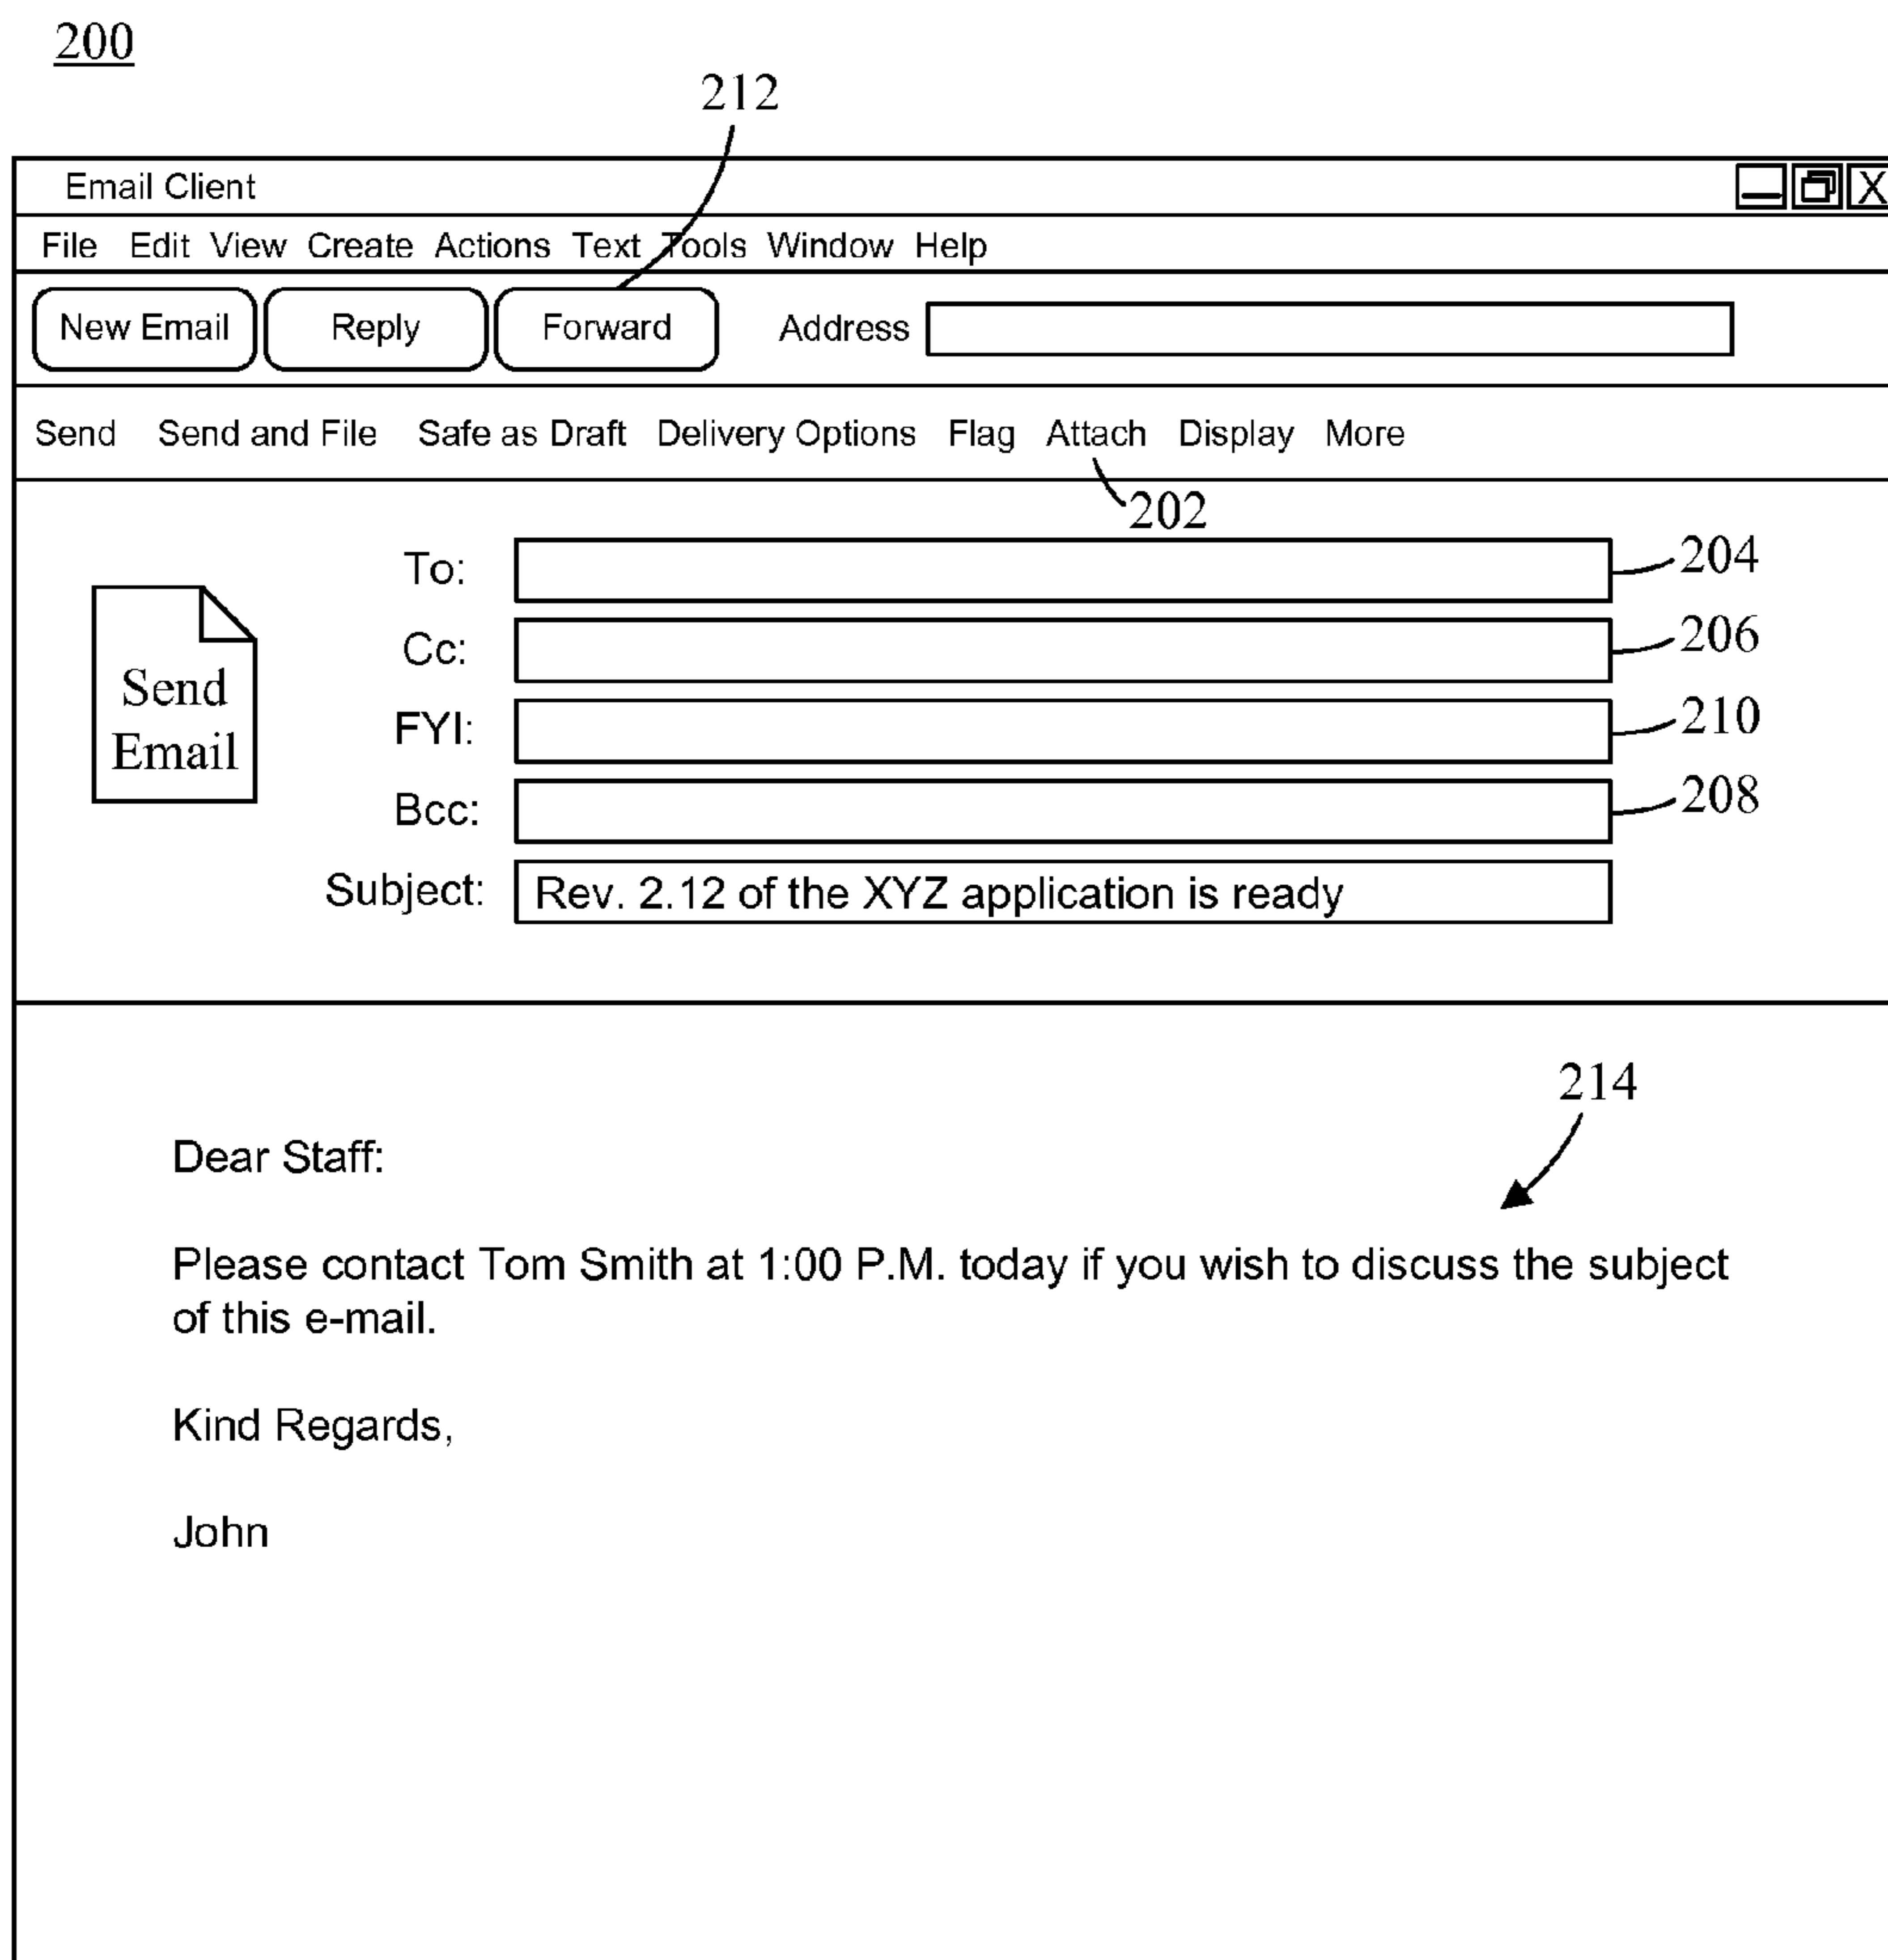 200
212
Email Client X
File Edit View Create Actions Text Tools Window Help
New Email Reply Forward Address
Send Send and File Safe as Draft Delivery Options Flag Attach Display More
202
To: 204
Cc: 206
FYI: 210
Bcc: 208
Send
Email
Subject: Rev. 2.12 of the XYZ application is ready
214
Dear Staff:
Please contact Tom Smith at 1:00 P.M. today if you wish to discuss the subject
of this e-mail.
Kind Regards,
John